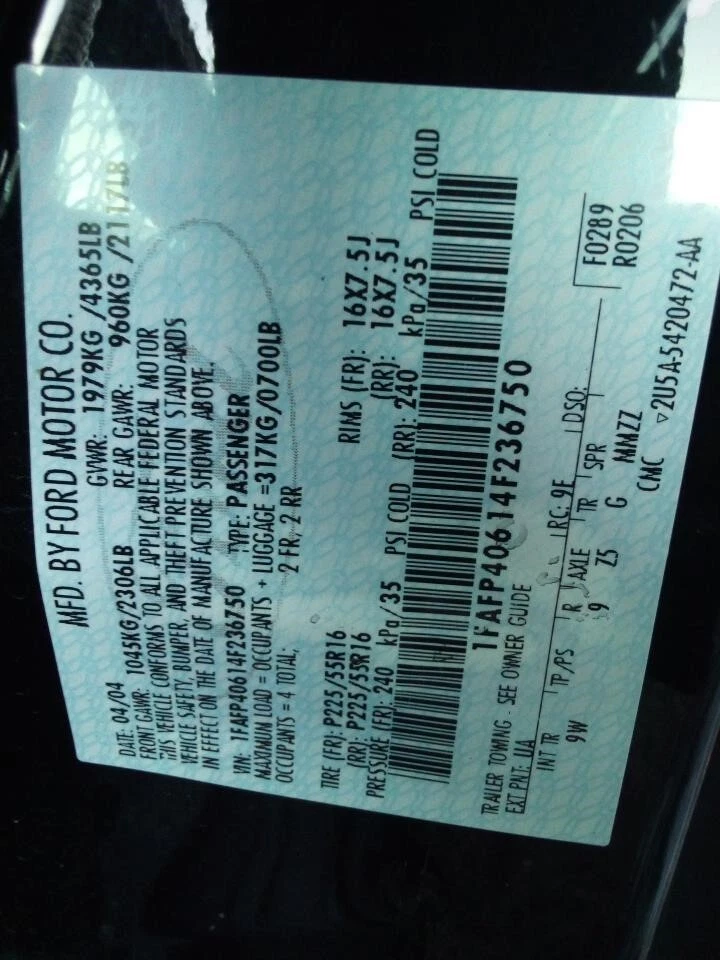 MFD. BY FORD MOTOR CO.
DATE: 04/04 GVWR: 1979KG /4365LB
FRONT GAWR: 1045KG/2306LB REAR GAWR: 960KG /2117LB
THIS VEHICLE CONFORMS TO ALL APPLICABLE FEDERAL MOTOR
VEHICLE SAFETY, BUMPER, AND THEFT PREVENTION STANDARDS
IN EFFECT ON THE DATE OF MANUFACTURE SHOWN ABOVE.
VIN: 1FAFP40614F236750 TYPE: PASSENGER
MAXIMUM LOAD = OCCUPANTS + LUGGAGE =317KG/0700LB
OCCUPANTS = 4 TOTAL; 2 FR, 2 RR
TIRE (FR): P225/55R16 RIMS (FR): 16X7.5J
(RR): P225/55R16 (RR): 16X7.5J
PRESSURE (FR): 240 kPa/35 PSI COLD (RR): 240 kPa/35 PSI COLD
1FAFP40614F236750
TRAILER TOWING - SEE OWNER GUIDE
EXT PNT: UA RC: 9E DSO: F0289
INT TR TP/PS R AXLE TR SPR R0206
9W 9 Z5 G MMZZ
CMC ▽2U5A-5420472-AA